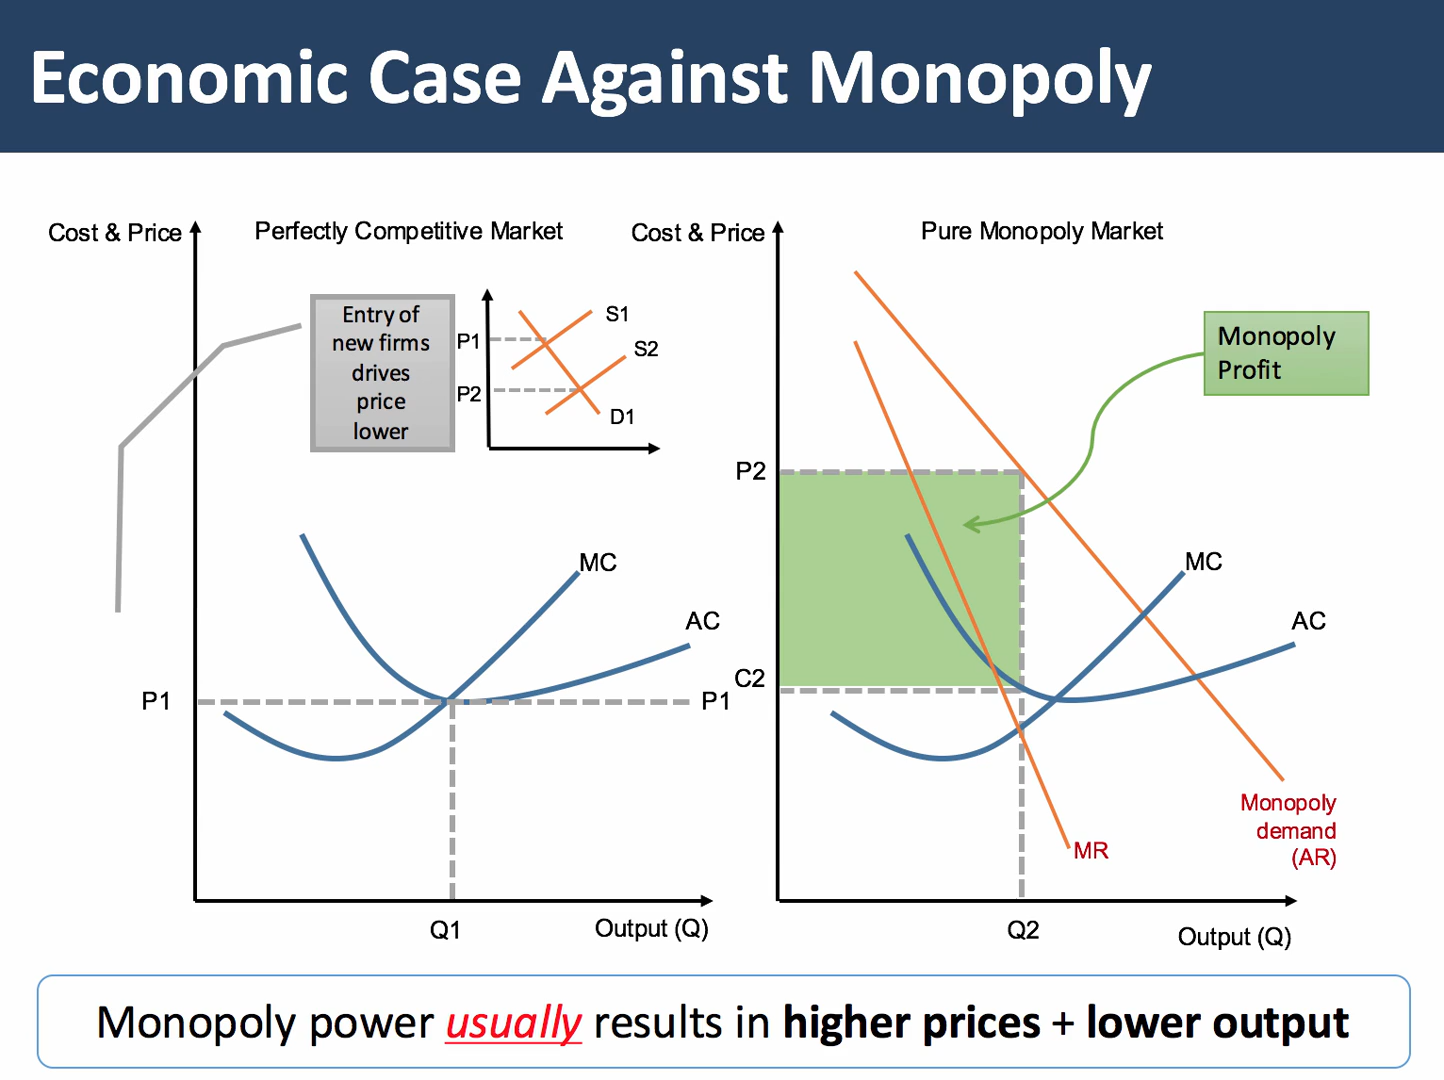 Economic Case Against Monopoly
Cost & Price
Perfectly Competitive Market
Entry of
new firms
drives
price
lower
P1
P2
S1
S2
D1
MC
AC
P1
P1
Q1
Output (Q)
Cost & Price
Pure Monopoly Market
Monopoly
Profit
P2
C2
MC
AC
Monopoly
demand
(AR)
MR
Q2
Output (Q)
Monopoly power usually results in higher prices + lower output